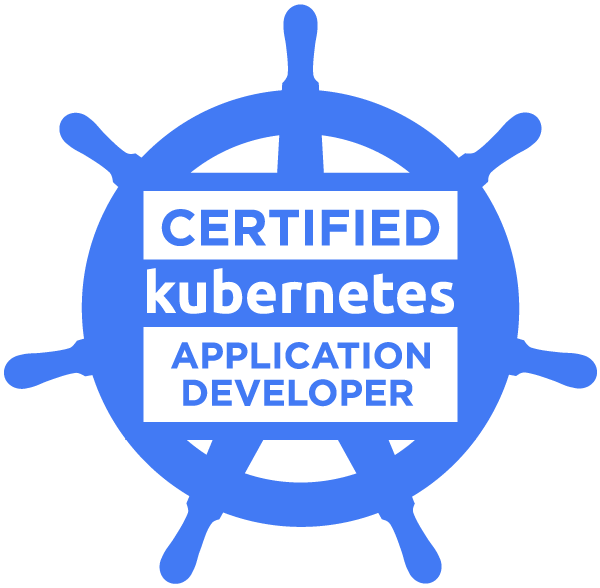 CERTIFIED
kubernetes
APPLICATION
DEVELOPER